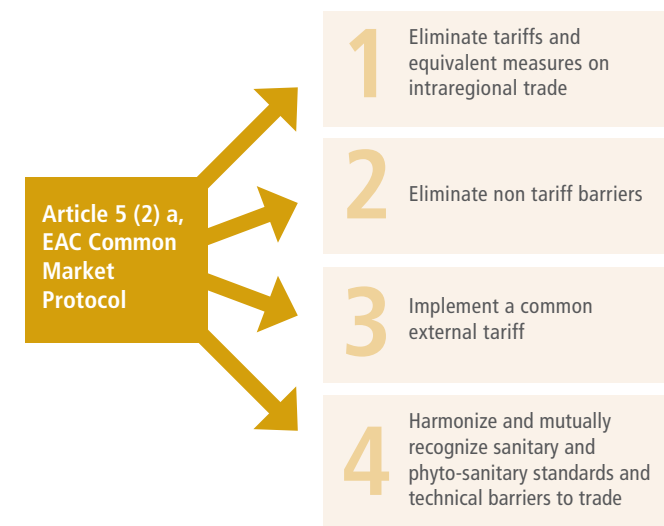 Article 5 (2) a,
EAC Common
Market
Protocol
1
Eliminate tariffs and
equivalent measures on
intraregional trade
2
Eliminate non tariff barriers
3
Implement a common
external tariff
4
Harmonize and mutually
recognize sanitary and
phyto-sanitary standards and
technical barriers to trade